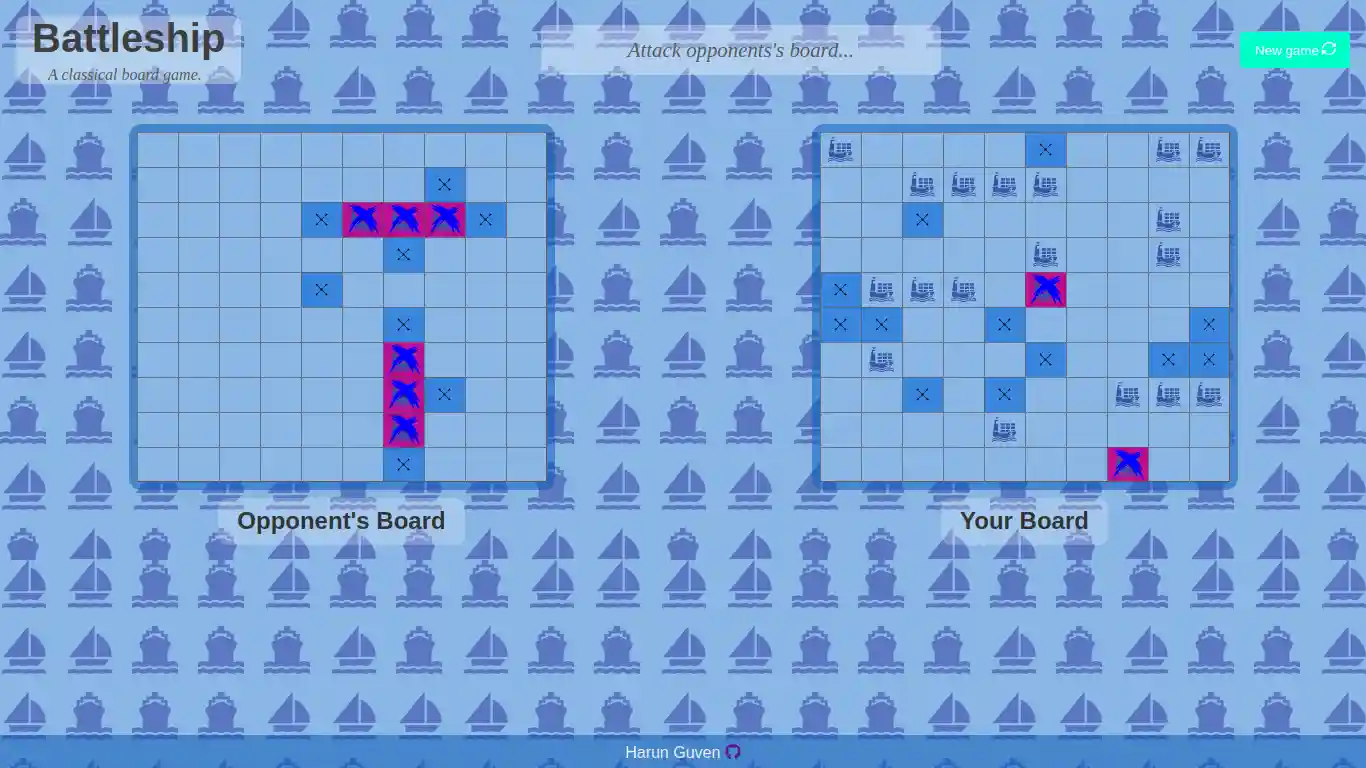 Battleship
A classical board game.
Attack opponents's board...
New game
Opponent's Board
Your Board
Harun Guven